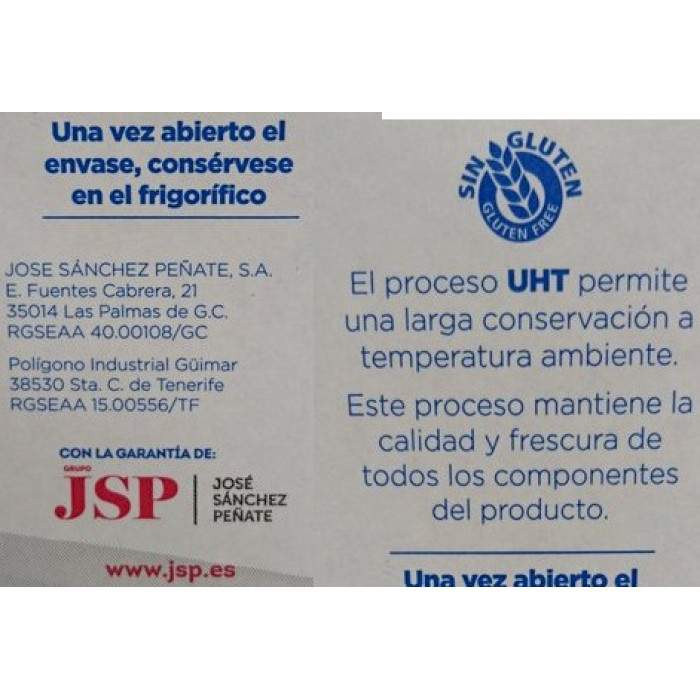 Una vez abierto el
envase, consérvese
en el frigorífico
JOSE SÁNCHEZ PEÑATE, S.A.
E. Fuentes Cabrera, 21
35014 Las Palmas de G.C.
RGSEAA 40.00108/GC
Polígono Industrial Güimar
38530 Sta. C. de Tenerife
RGSEAA 15.00556/TF
CON LA GARANTÍA DE:
GRUPO
JSP
JOSÉ
SÁNCHEZ
PEÑATE
www.jsp.es
SIN GLUTEN
GLUTEN FREE
El proceso UHT permite
una larga conservación a
temperatura ambiente.
Este proceso mantiene la
calidad y frescura de
todos los componentes
del producto.
Una vez abierto el